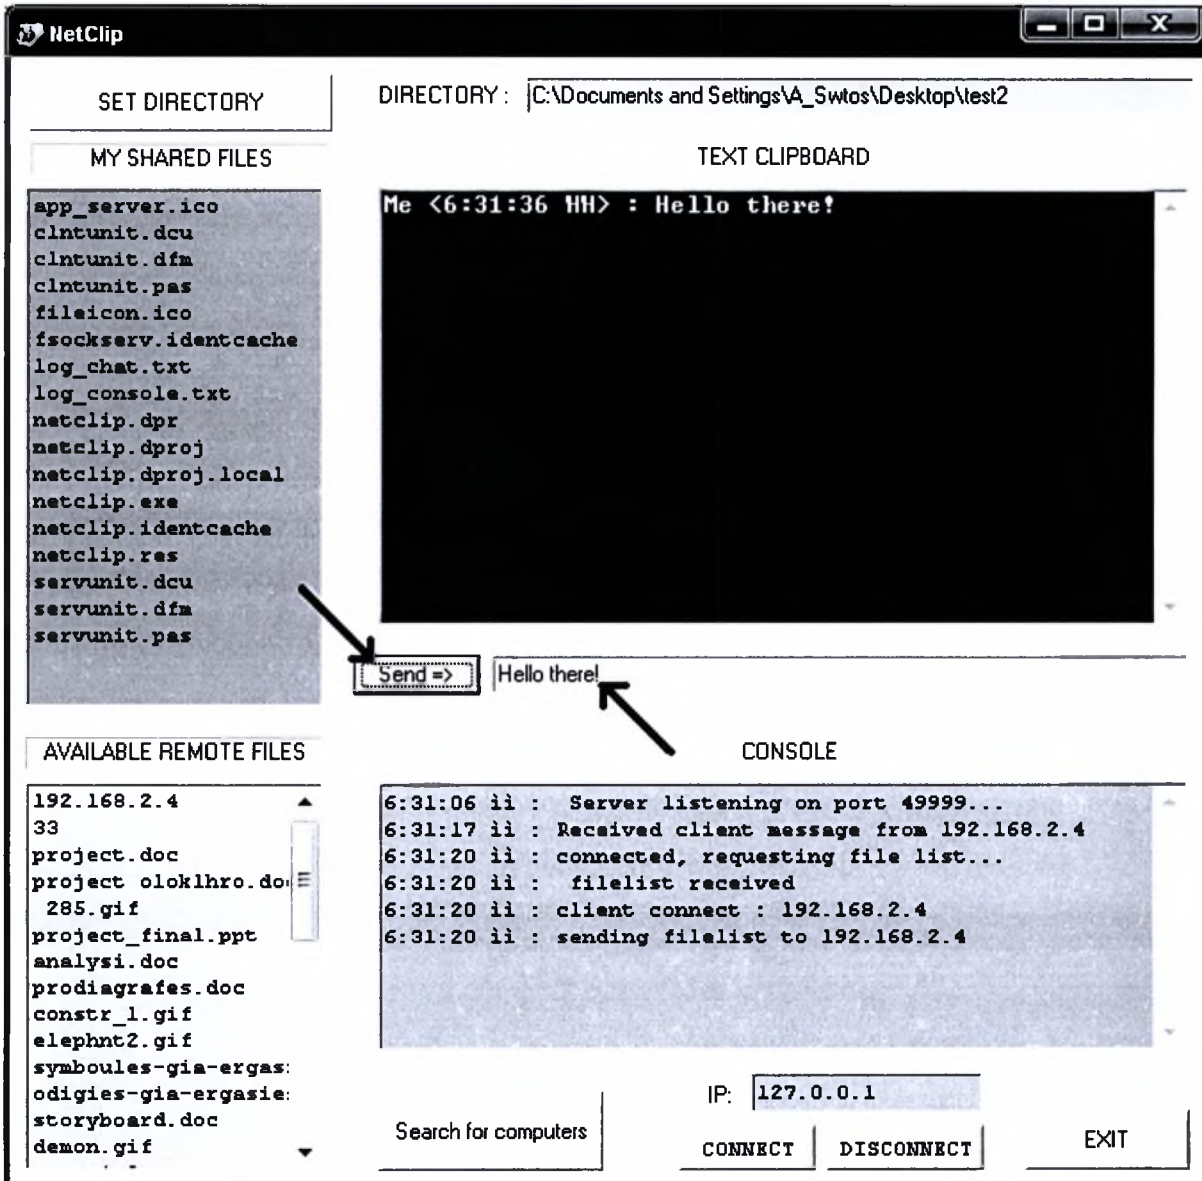 NetClip
SET DIRECTORY
DIRECTORY : C:\Documents and Settings\A_Swtos\Desktop\test2
MY SHARED FILES
app_server.ico
clntunit.dcu
clntunit.dfm
clntunit.pas
fileicon.ico
fsockserv.identcache
log_chat.txt
log_console.txt
netclip.dpr
netclip.dproj
netclip.dproj.local
netclip.exe
netclip.identcache
netclip.res
servunit.dcu
servunit.dfm
servunit.pas
TEXT CLIPBOARD
Me <6:31:36 ΗΗ> : Hello there!
Send => Hello there!
AVAILABLE REMOTE FILES
192.168.2.4
33
project.doc
project oloklhro.do
285.gif
project_final.ppt
analysi.doc
prodiagrafes.doc
constr_1.gif
elephnt2.gif
symboules-gia-ergas
odigies-gia-ergasie
storyboard.doc
demon.gif
CONSOLE
6:31:06 ìì : Server listening on port 49999...
6:31:17 ìì : Received client message from 192.168.2.4
6:31:20 ìì : connected, requesting file list...
6:31:20 ìì : filelist received
6:31:20 ìì : client connect : 192.168.2.4
6:31:20 ìì : sending filelist to 192.168.2.4
Search for computers
IP: 127.0.0.1
CONNECT DISCONNECT
EXIT